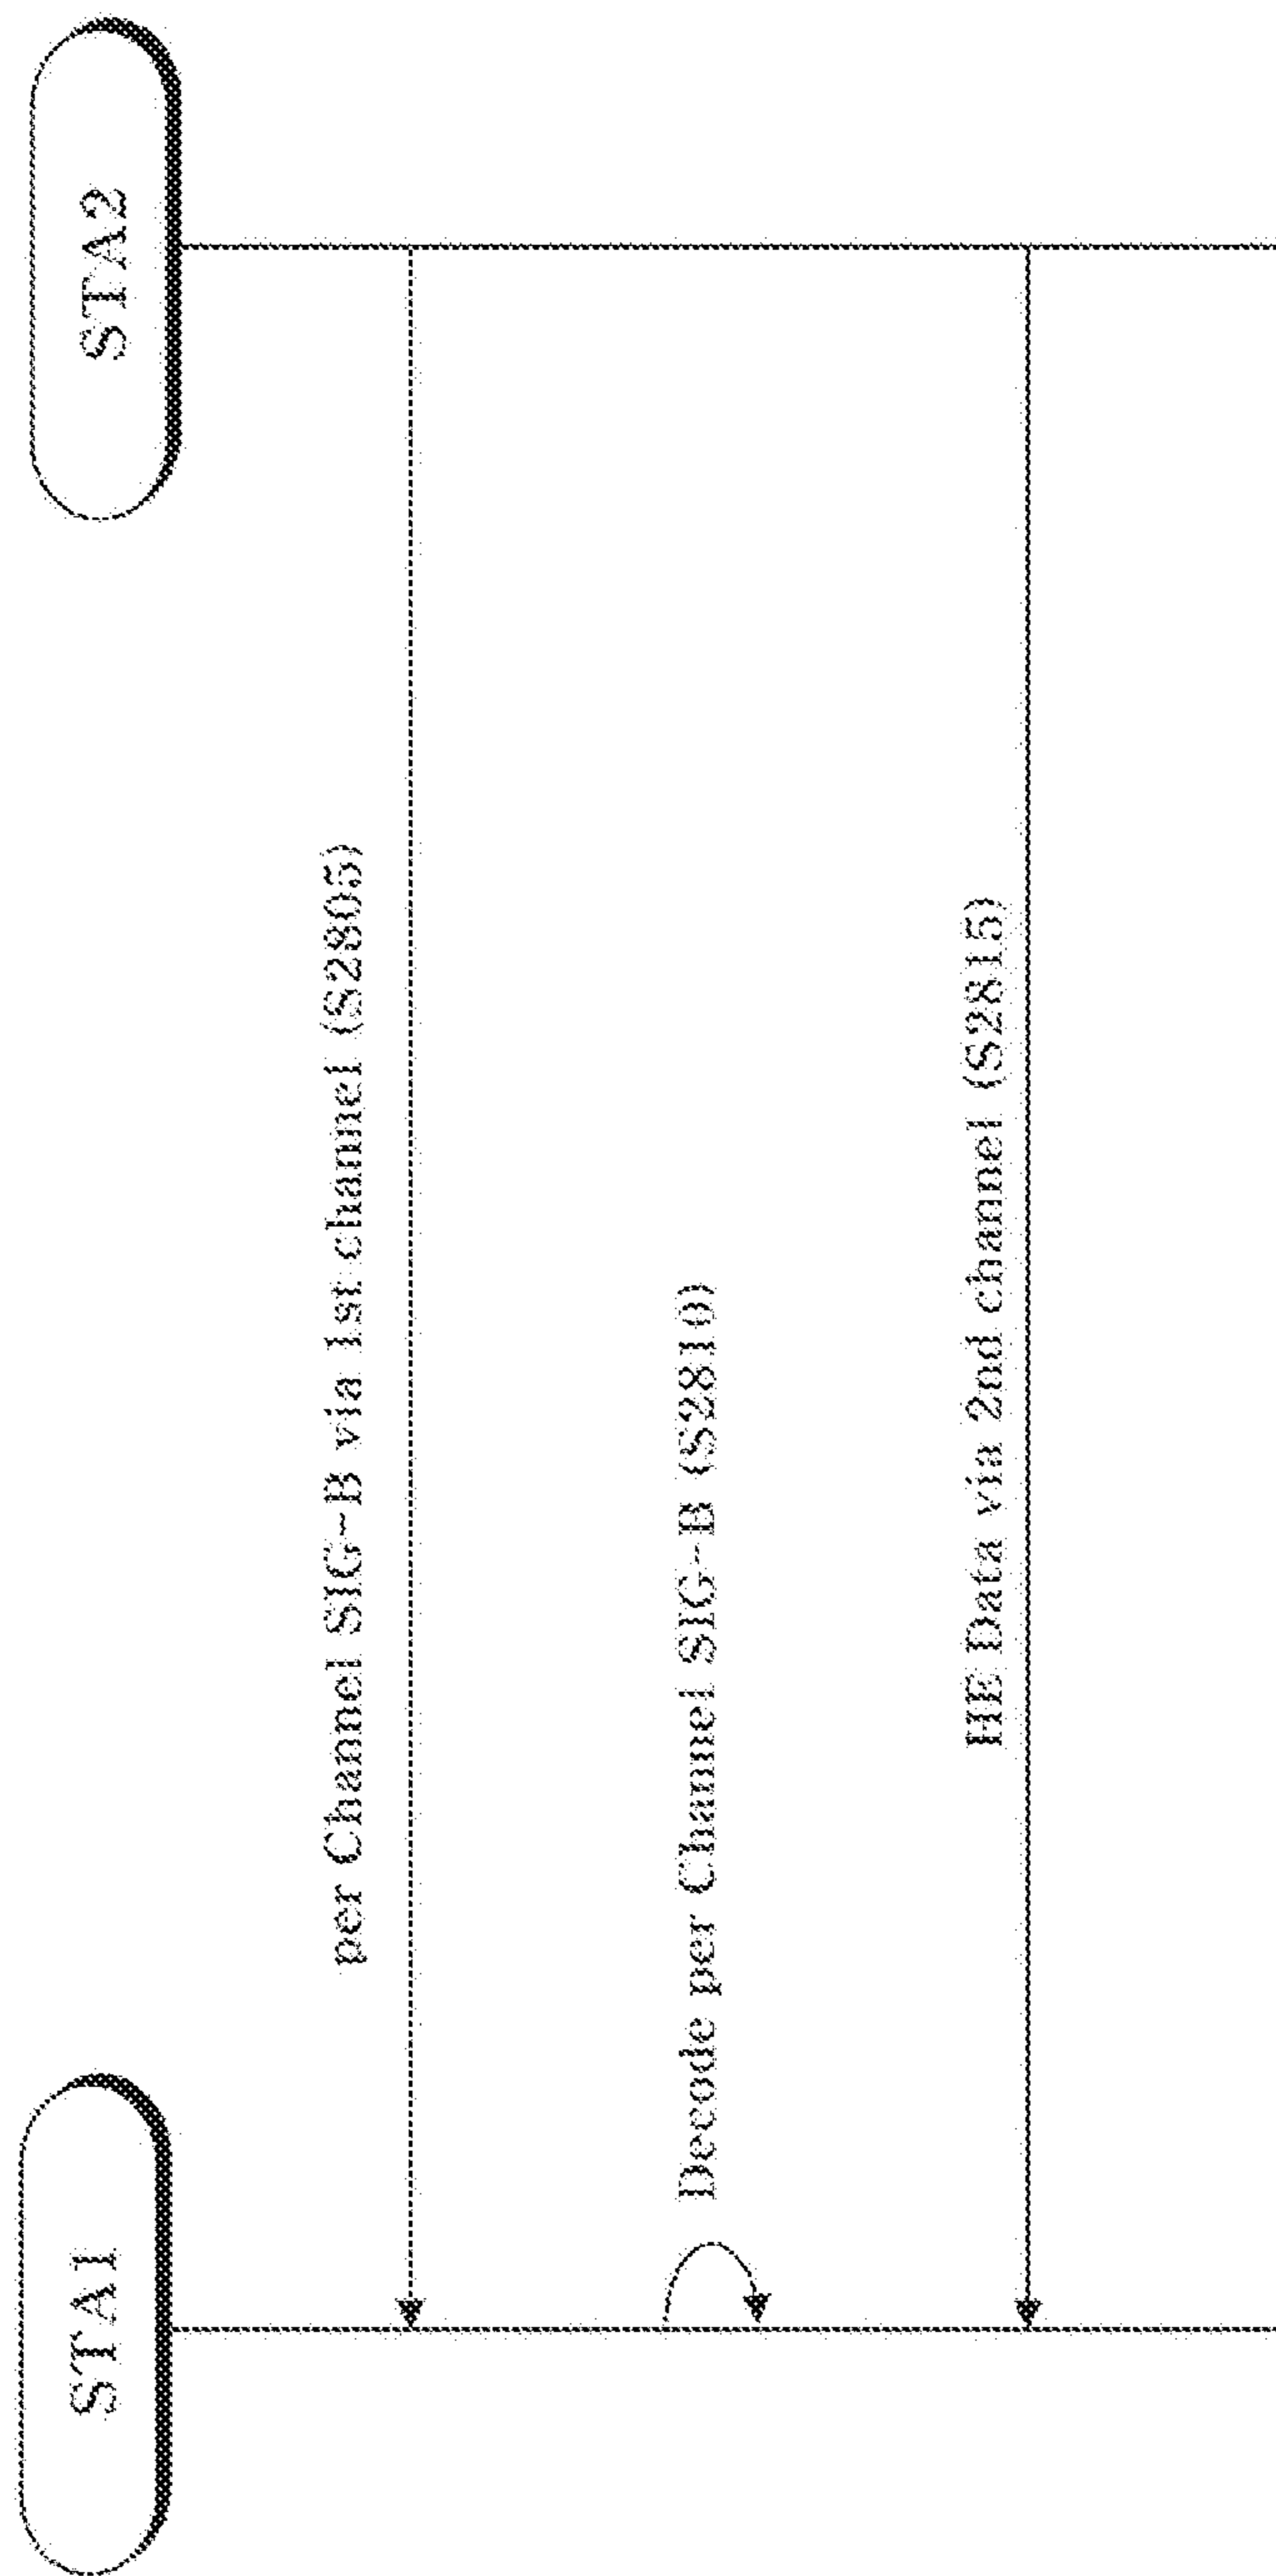 STA1
STA2
per Channel SIG-B via 1st channel (S2805)
Decode per Channel SIG-B (S2810)
HE Data via 2nd channel (S2815)